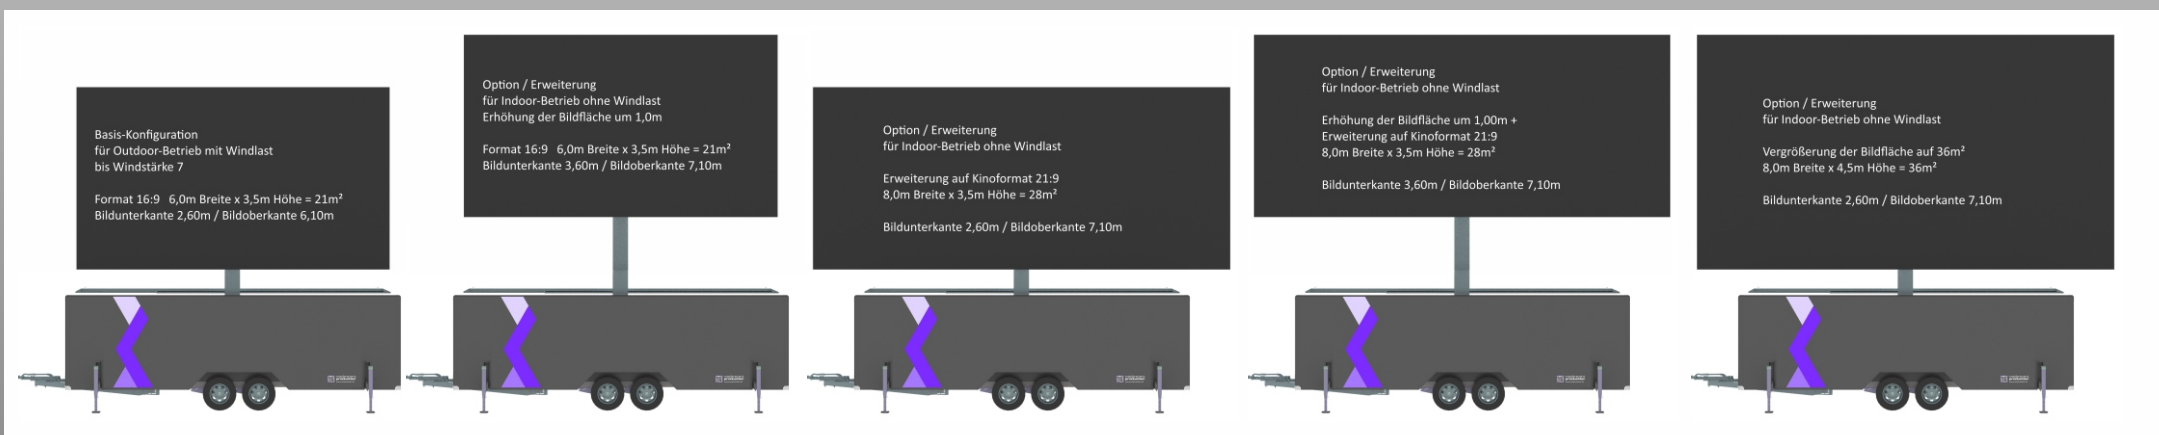 Basis-Konfiguration
für Outdoor-Betrieb mit Windlast
bis Windstärke 7
Format 16:9 6,0m Breite x 3,5m Höhe = 21m²
Bildunterkante 2,60m / Bildoberkante 6,10m
Option / Erweiterung
für Indoor-Betrieb ohne Windlast
Erhöhung der Bildfläche um 1,0m
Format 16:9 6,0m Breite x 3,5m Höhe = 21m²
Bildunterkante 3,60m / Bildoberkante 7,10m
Option / Erweiterung
für Indoor-Betrieb ohne Windlast
Erweiterung auf Kinoformat 21:9
8,0m Breite x 3,5m Höhe = 28m²
Bildunterkante 2,60m / Bildoberkante 7,10m
Option / Erweiterung
für Indoor-Betrieb ohne Windlast
Erhöhung der Bildfläche um 1,00m +
Erweiterung auf Kinoformat 21:9
8,0m Breite x 3,5m Höhe = 28m²
Bildunterkante 3,60m / Bildoberkante 7,10m
Option / Erweiterung
für Indoor-Betrieb ohne Windlast
Vergrößerung der Bildfläche auf 36m²
8,0m Breite x 4,5m Höhe = 36m²
Bildunterkante 2,60m / Bildoberkante 7,10m